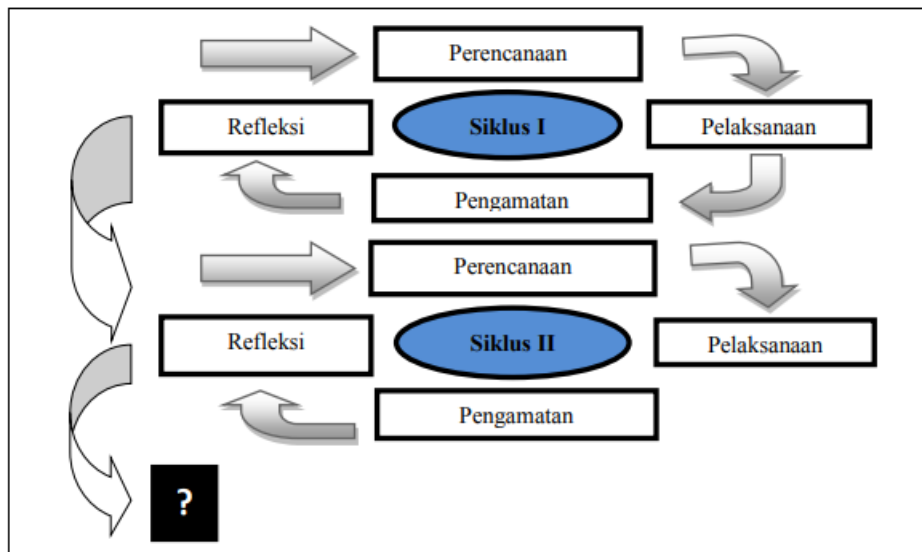 Perencanaan
Refleksi
Siklus I
Pelaksanaan
Pengamatan
Perencanaan
Refleksi
Siklus II
Pelaksanaan
Pengamatan
?